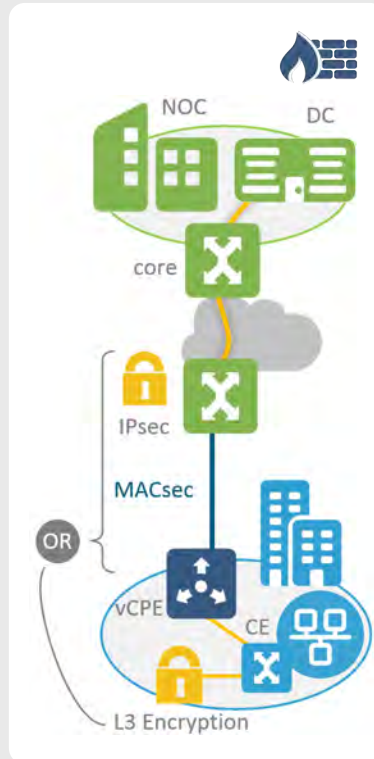 NOC
DC
core
IPsec
MACsec
OR
vCPE
CE
L3 Encryption